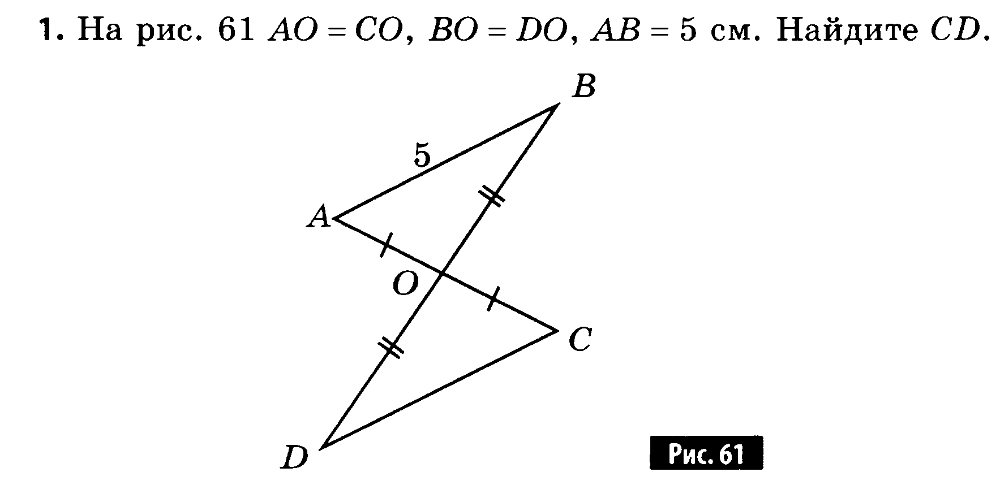 1. На рис. 61 AO = CO, BO = DO, AB = 5 см. Найдите CD.
B
5
A
O
C
D
Рис. 61